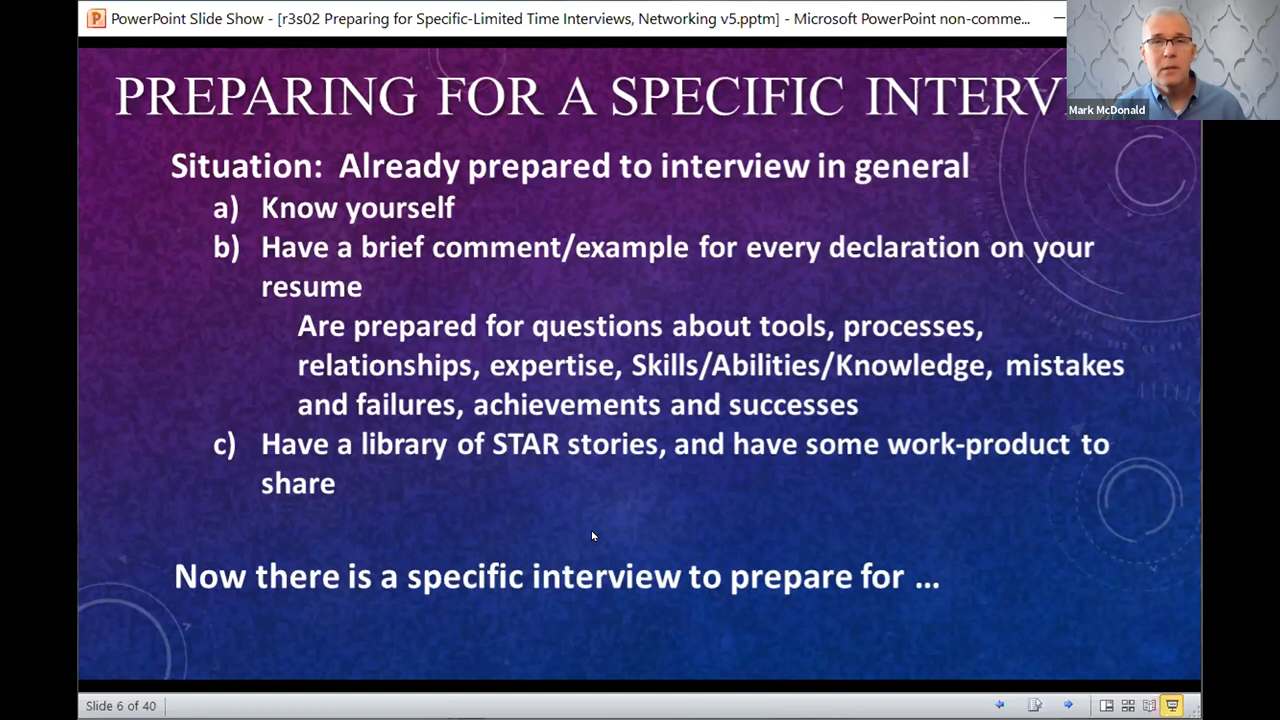 PowerPoint Slide Show - [r3s02 Preparing for Specific-Limited Time Interviews, Networking v5.pptm] - Microsoft PowerPoint non-comme...
Mark McDonald
PREPARING FOR A SPECIFIC INTERV
Situation: Already prepared to interview in general
a) Know yourself
b) Have a brief comment/example for every declaration on your
resume
Are prepared for questions about tools, processes,
relationships, expertise, Skills/Abilities/Knowledge, mistakes
and failures, achievements and successes
c) Have a library of STAR stories, and have some work-product to
share
Now there is a specific interview to prepare for ...
Slide 6 of 40